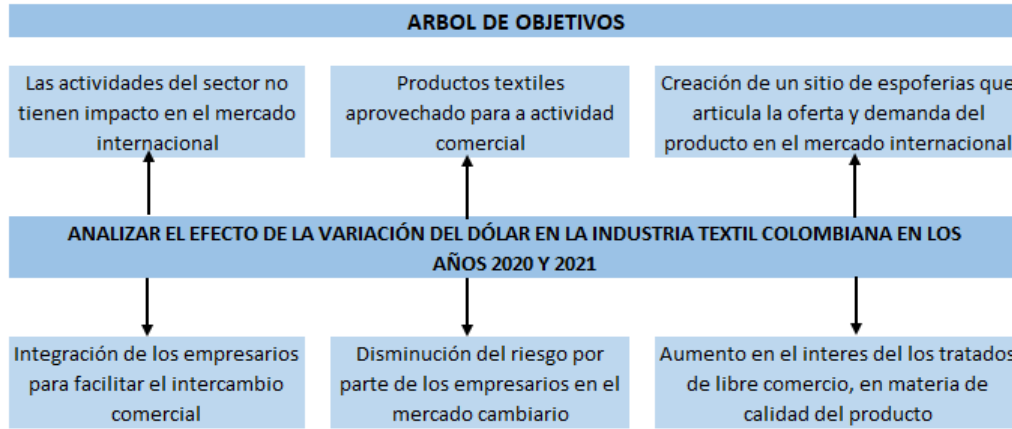 ARBOL DE OBJETIVOS
Las actividades del sector no
tienen impacto en el mercado
internacional
Productos textiles
aprovechado para a actividad
comercial
Creación de un sitio de espoferias que
articula la oferta y demanda del
producto en el mercado internacional
ANALIZAR EL EFECTO DE LA VARIACIÓN DEL DÓLAR EN LA INDUSTRIA TEXTIL COLOMBIANA EN LOS
AÑOS 2020 Y 2021
Integración de los empresarios
para facilitar el intercambio
comercial
Disminución del riesgo por
parte de los empresarios en el
mercado cambiario
Aumento en el interes del los tratados
de libre comercio, en materia de
calidad del producto